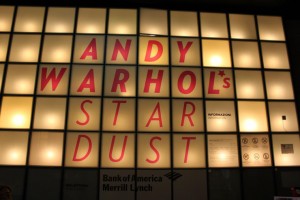 ANDY
WARHOL's
STAR
DUST
Bank of America
Merrill Lynch